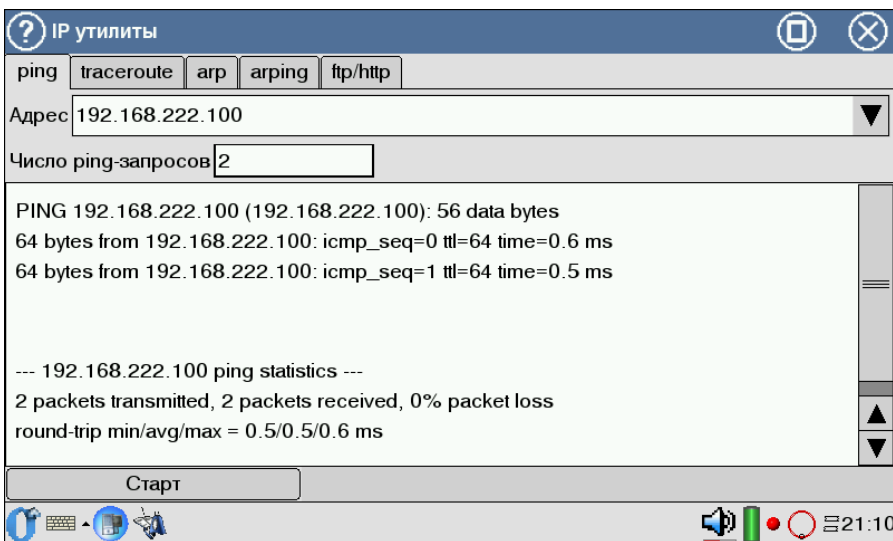 IP утилиты
ping traceroute arp arping ftp/http
Адрес 192.168.222.100
Число ping-запросов 2
PING 192.168.222.100 (192.168.222.100): 56 data bytes
64 bytes from 192.168.222.100: icmp_seq=0 ttl=64 time=0.6 ms
64 bytes from 192.168.222.100: icmp_seq=1 ttl=64 time=0.5 ms
--- 192.168.222.100 ping statistics ---
2 packets transmitted, 2 packets received, 0% packet loss
round-trip min/avg/max = 0.5/0.5/0.6 ms
Старт
21:10